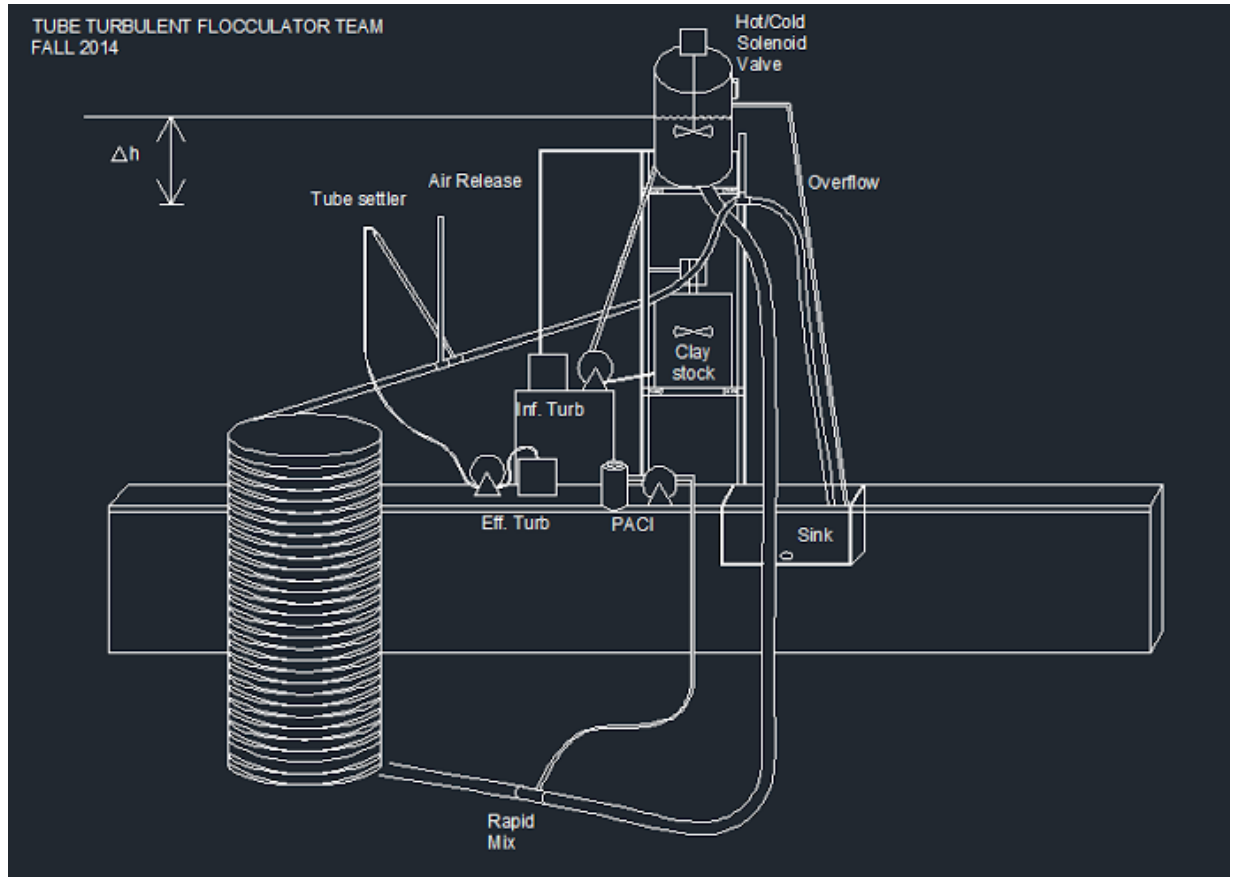 TUBE TURBULENT FLOCCULATOR TEAM
FALL 2014
Hot/Cold
Solenoid
Valve
Δh
Air Release
Tube settler
Overflow
Clay
stock
Inf. Turb
Eff. Turb
PACl
Sink
Rapid
Mix